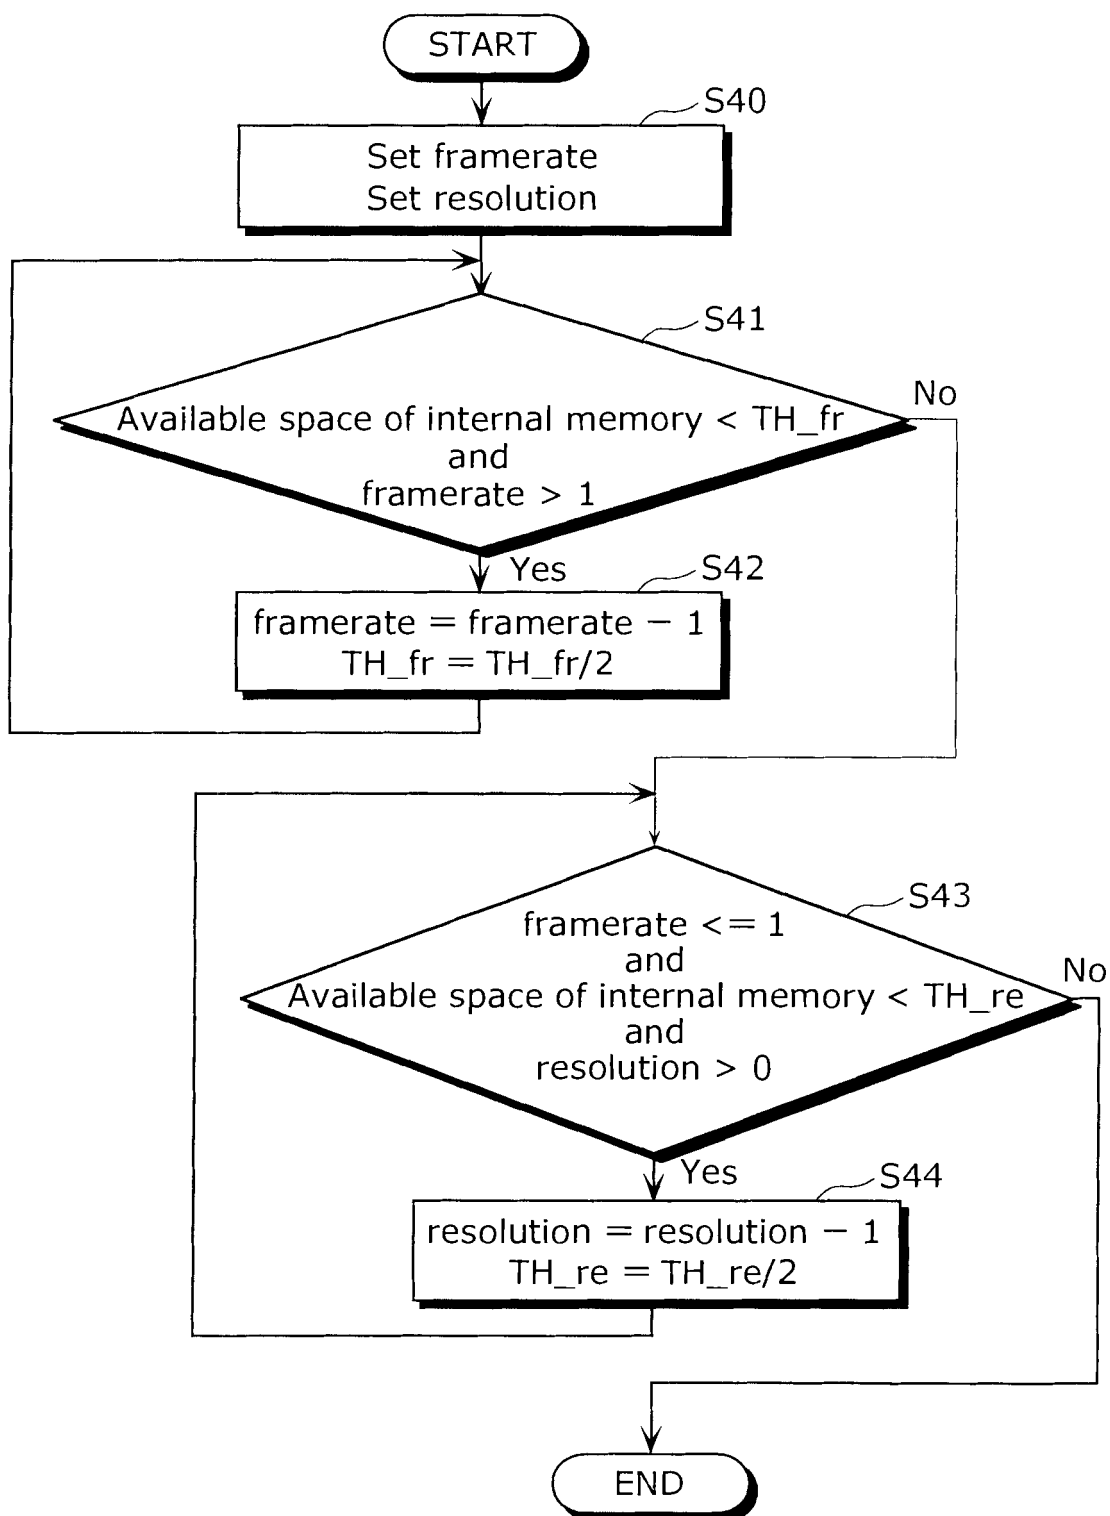 START
S40
Set framerate
Set resolution
S41
No
Available space of internal memory < TH_fr
and
framerate > 1
Yes
S42
framerate = framerate − 1
TH_fr = TH_fr/2
S43
framerate <= 1
and
No
Available space of internal memory < TH_re
and
resolution > 0
Yes
S44
resolution = resolution − 1
TH_re = TH_re/2
END